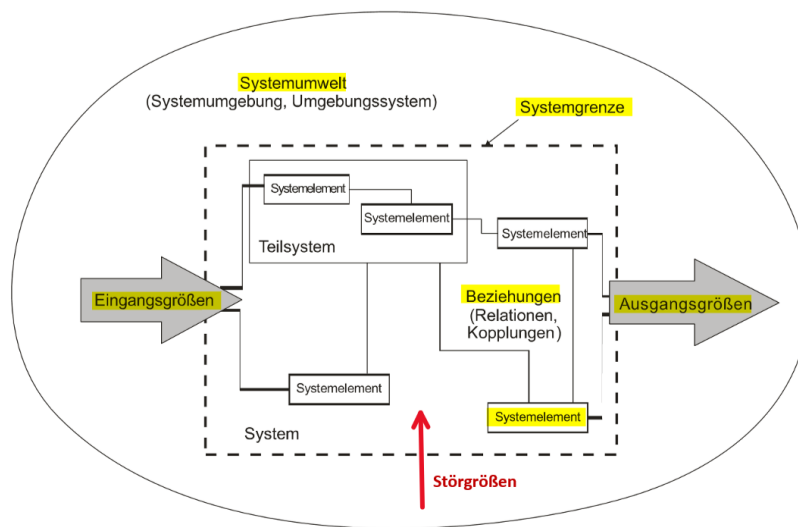 Systemumwelt
(Systemumgebung, Umgebungssystem)
Systemgrenze
Systemelement
Systemelement
Systemelement
Teilsystem
Eingangsgrößen
Beziehungen
(Relationen,
Kopplungen)
Ausgangsgrößen
Systemelement
Systemelement
System
Störgrößen